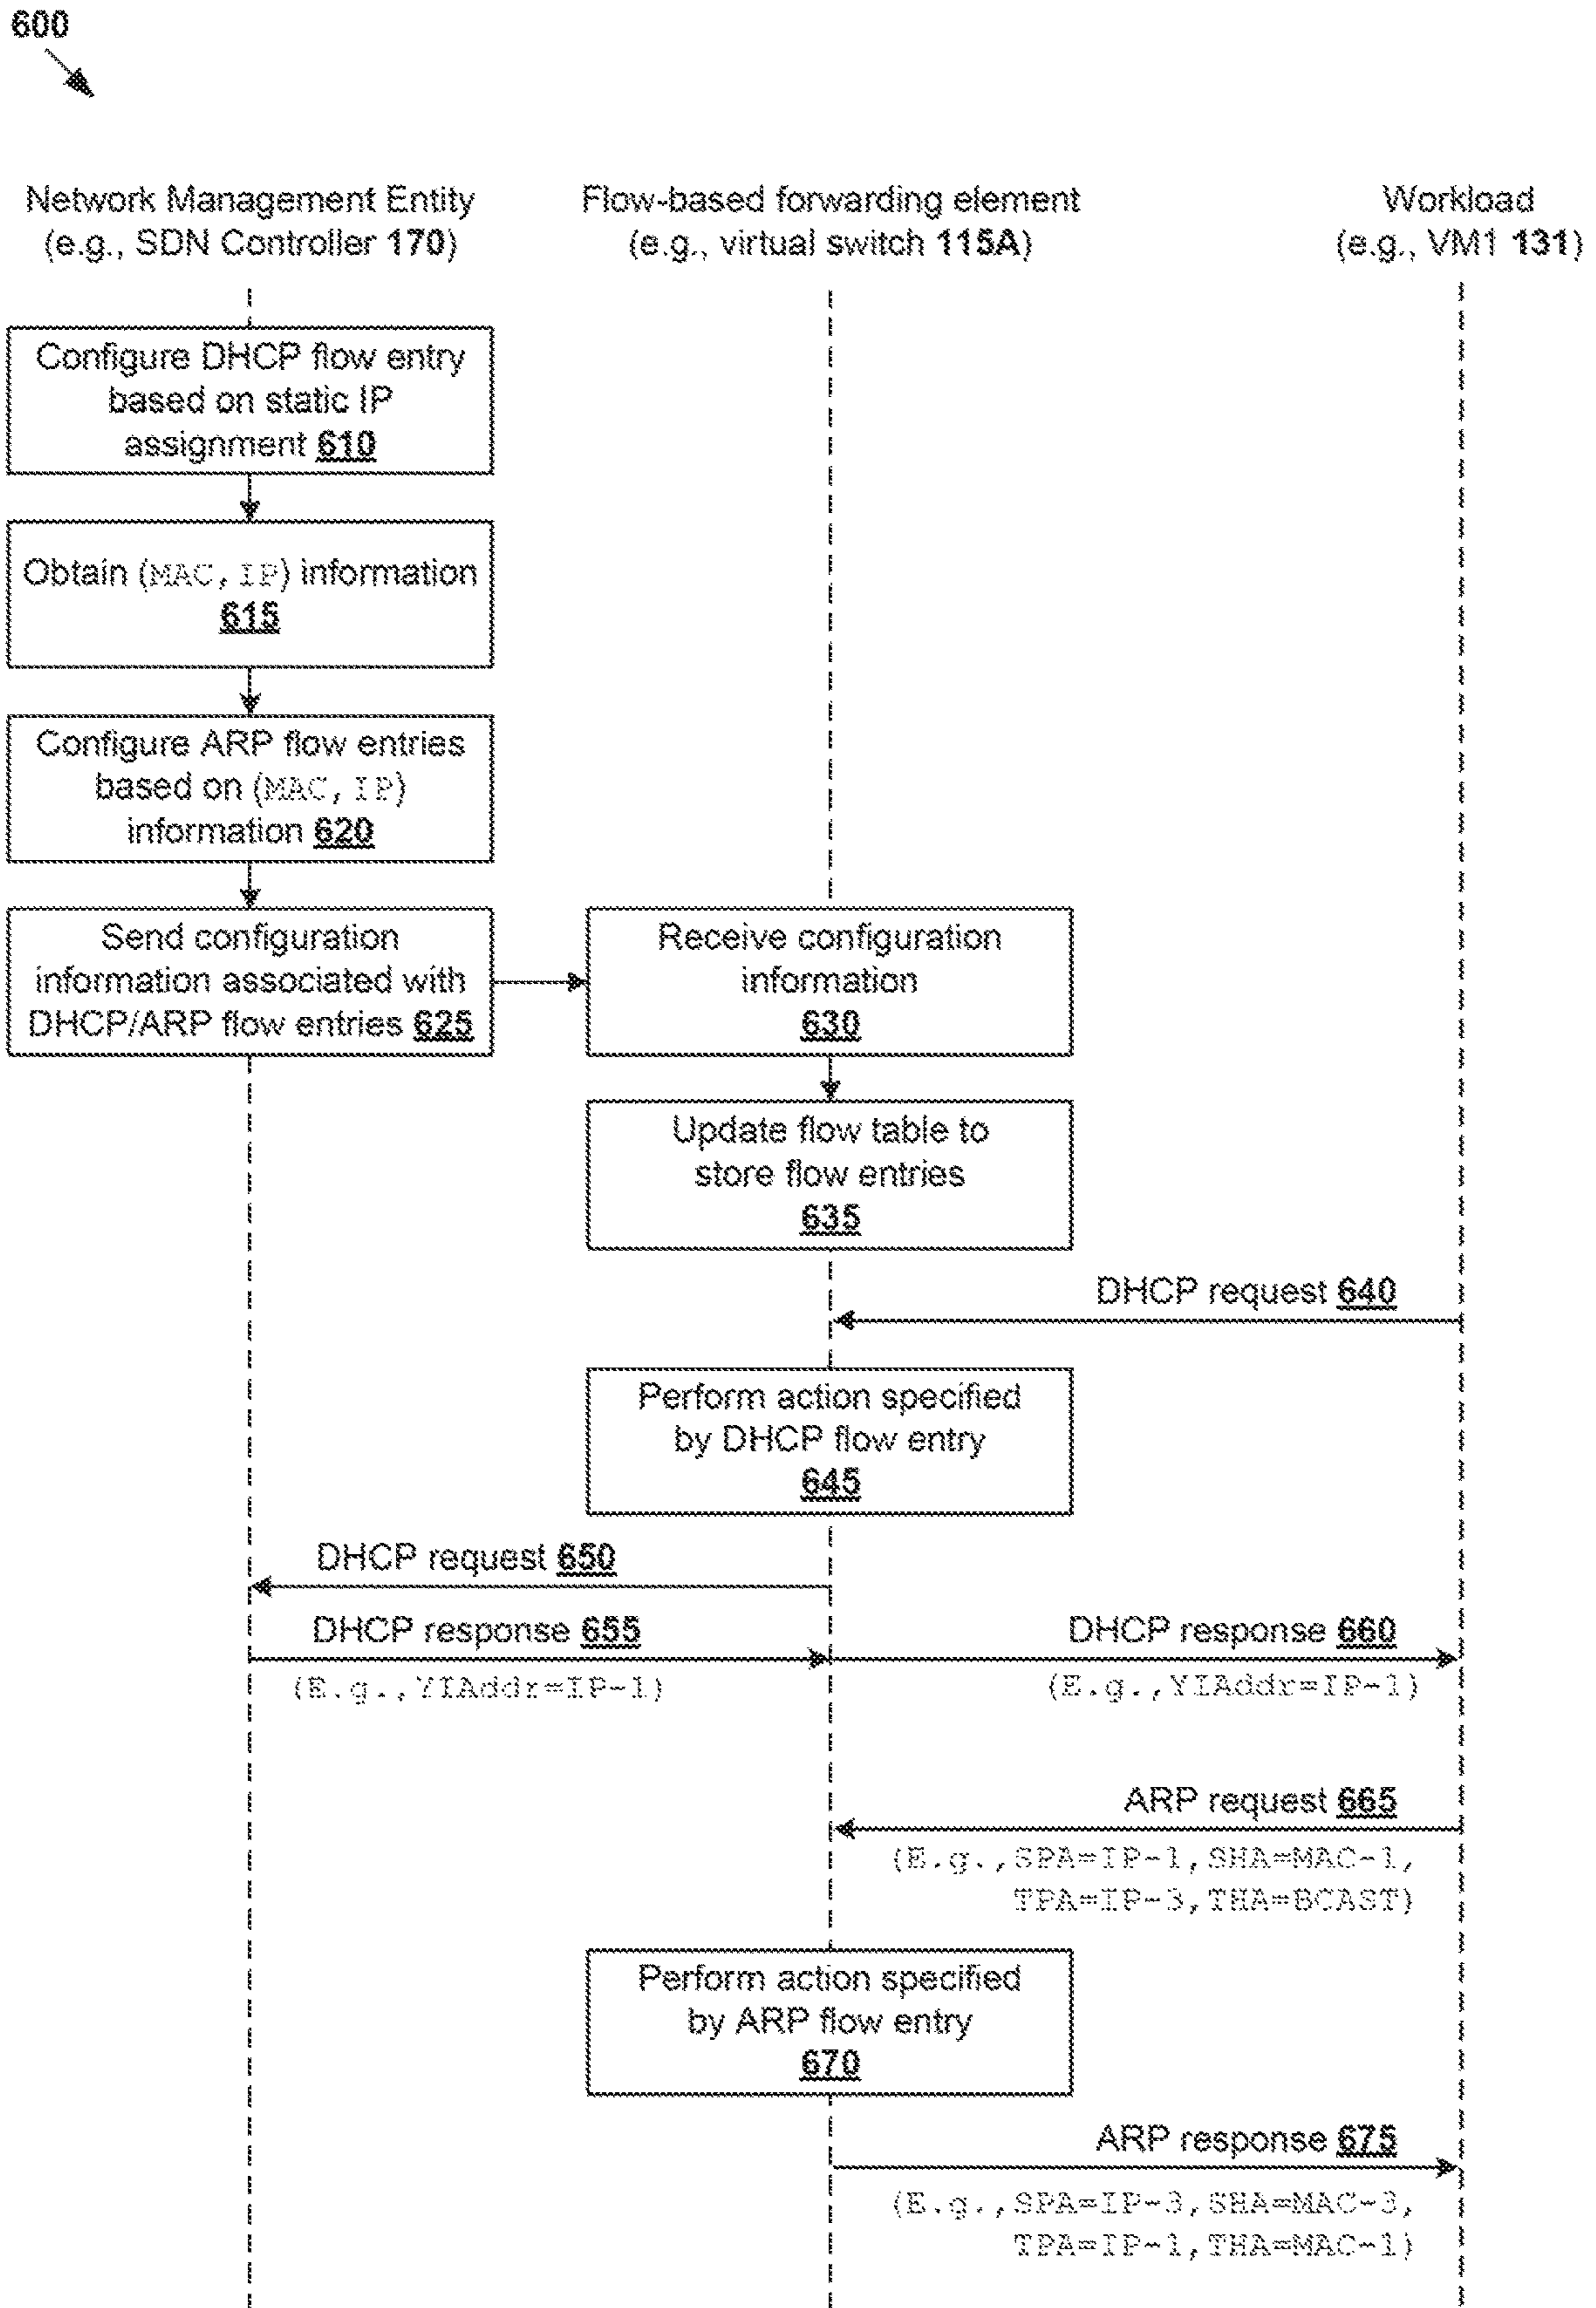 600
Network Management Entity
(e.g., SDN Controller 170)
Flow-based forwarding element
(e.g., virtual switch 115A)
Workload
(e.g., VM1 131)
Configure DHCP flow entry
based on static IP
assignment 610
Obtain (MAC, IP) information
615
Configure ARP flow entries
based on (MAC, IP)
information 620
Send configuration
information associated with
DHCP/ARP flow entries 625
Receive configuration
information
630
Update flow table to
store flow entries
635
DHCP request 640
Perform action specified
by DHCP flow entry
645
DHCP request 650
DHCP response 655
(E.g.,YIAddr=IP-1)
DHCP response 660
(E.g.,YIAddr=IP-1)
ARP request 665
(E.g.,SPA=IP-1,SHA=MAC-1,
TPA=IP-3,THA=BCAST)
Perform action specified
by ARP flow entry
670
ARP response 675
(E.g.,SPA=IP-3,SHA=MAC-3,
TPA=IP-1,THA=MAC-1)